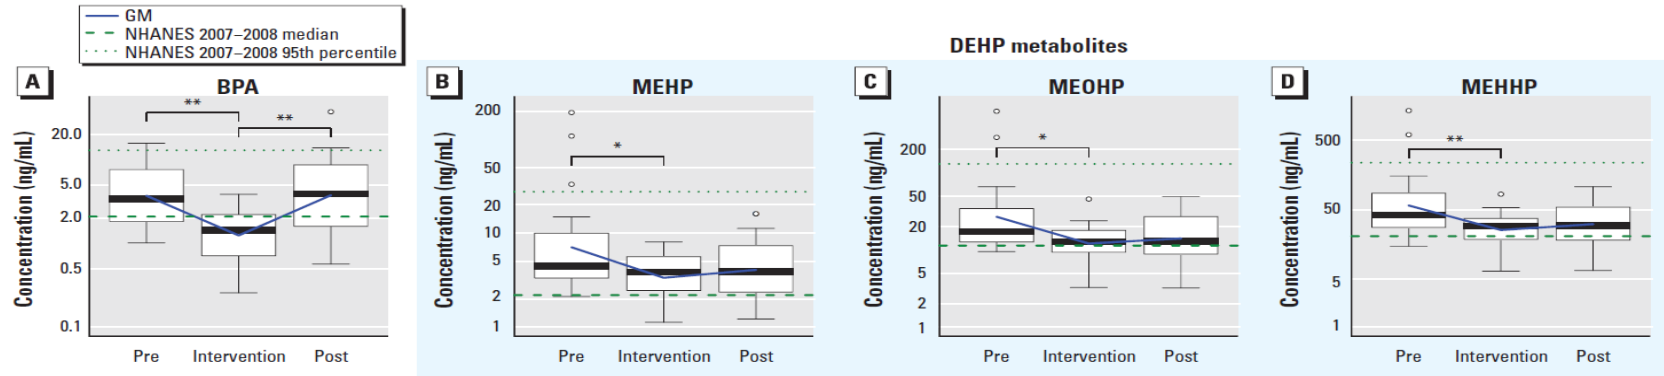 GM
NHANES 2007–2008 median
NHANES 2007–2008 95th percentile
DEHP metabolites
A
BPA
B
MEHP
C
MEOHP
D
MEHHP
Concentration (ng/mL)
20.0
5.0
2.0
0.5
0.1
**
**
Pre Intervention Post
Concentration (ng/mL)
200
50
20
10
5
2
1
*
Pre Intervention Post
Concentration (ng/mL)
200
50
20
5
2
1
*
Pre Intervention Post
Concentration (ng/mL)
500
50
5
1
**
Pre Intervention Post